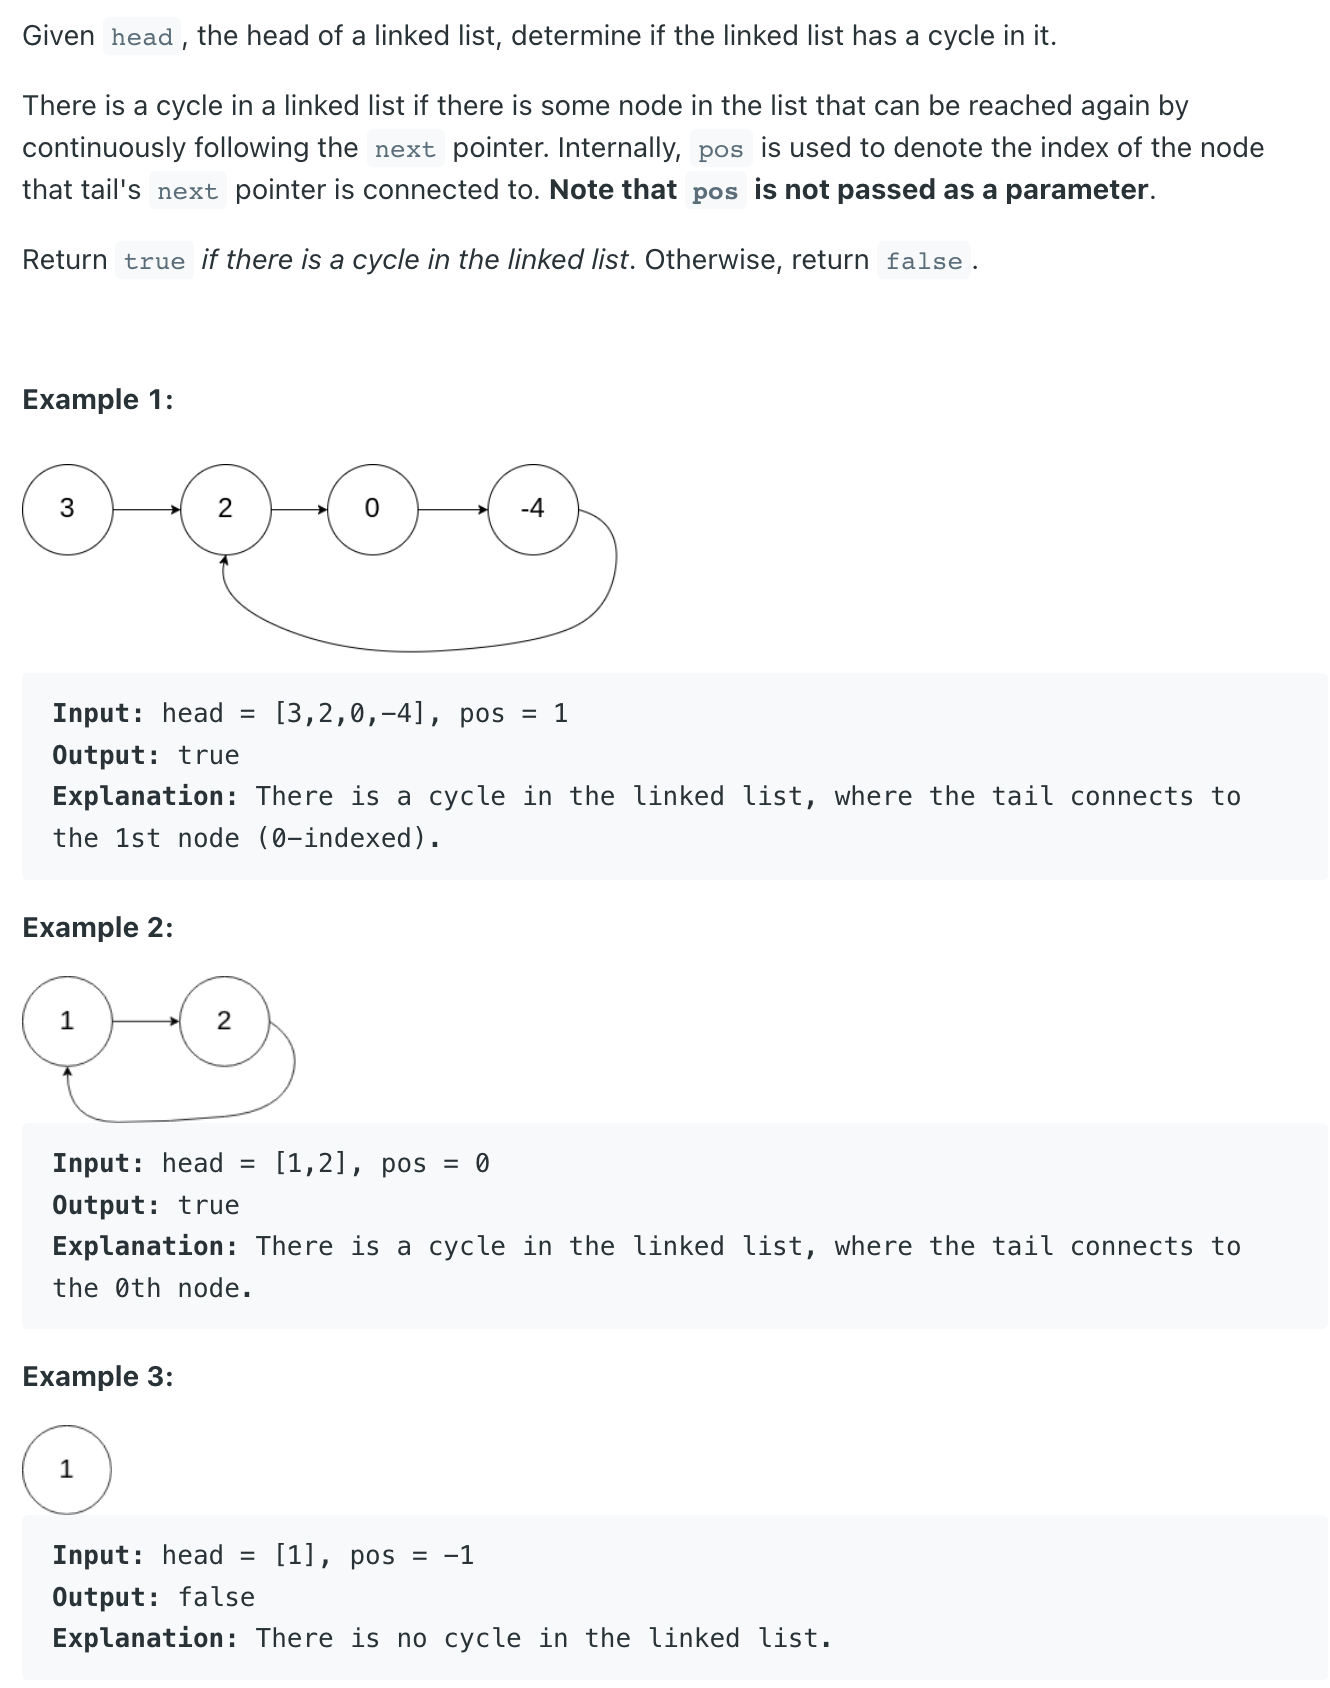 Given head, the head of a linked list, determine if the linked list has a cycle in it.
There is a cycle in a linked list if there is some node in the list that can be reached again by
continuously following the next pointer. Internally, pos is used to denote the index of the node
that tail's next pointer is connected to. Note that pos is not passed as a parameter.
Return true if there is a cycle in the linked list. Otherwise, return false.
Example 1:
3 2 0 -4
Input: head = [3,2,0,-4], pos = 1
Output: true
Explanation: There is a cycle in the linked list, where the tail connects to
the 1st node (0-indexed).
Example 2:
1 2
Input: head = [1,2], pos = 0
Output: true
Explanation: There is a cycle in the linked list, where the tail connects to
the 0th node.
Example 3:
1
Input: head = [1], pos = -1
Output: false
Explanation: There is no cycle in the linked list.